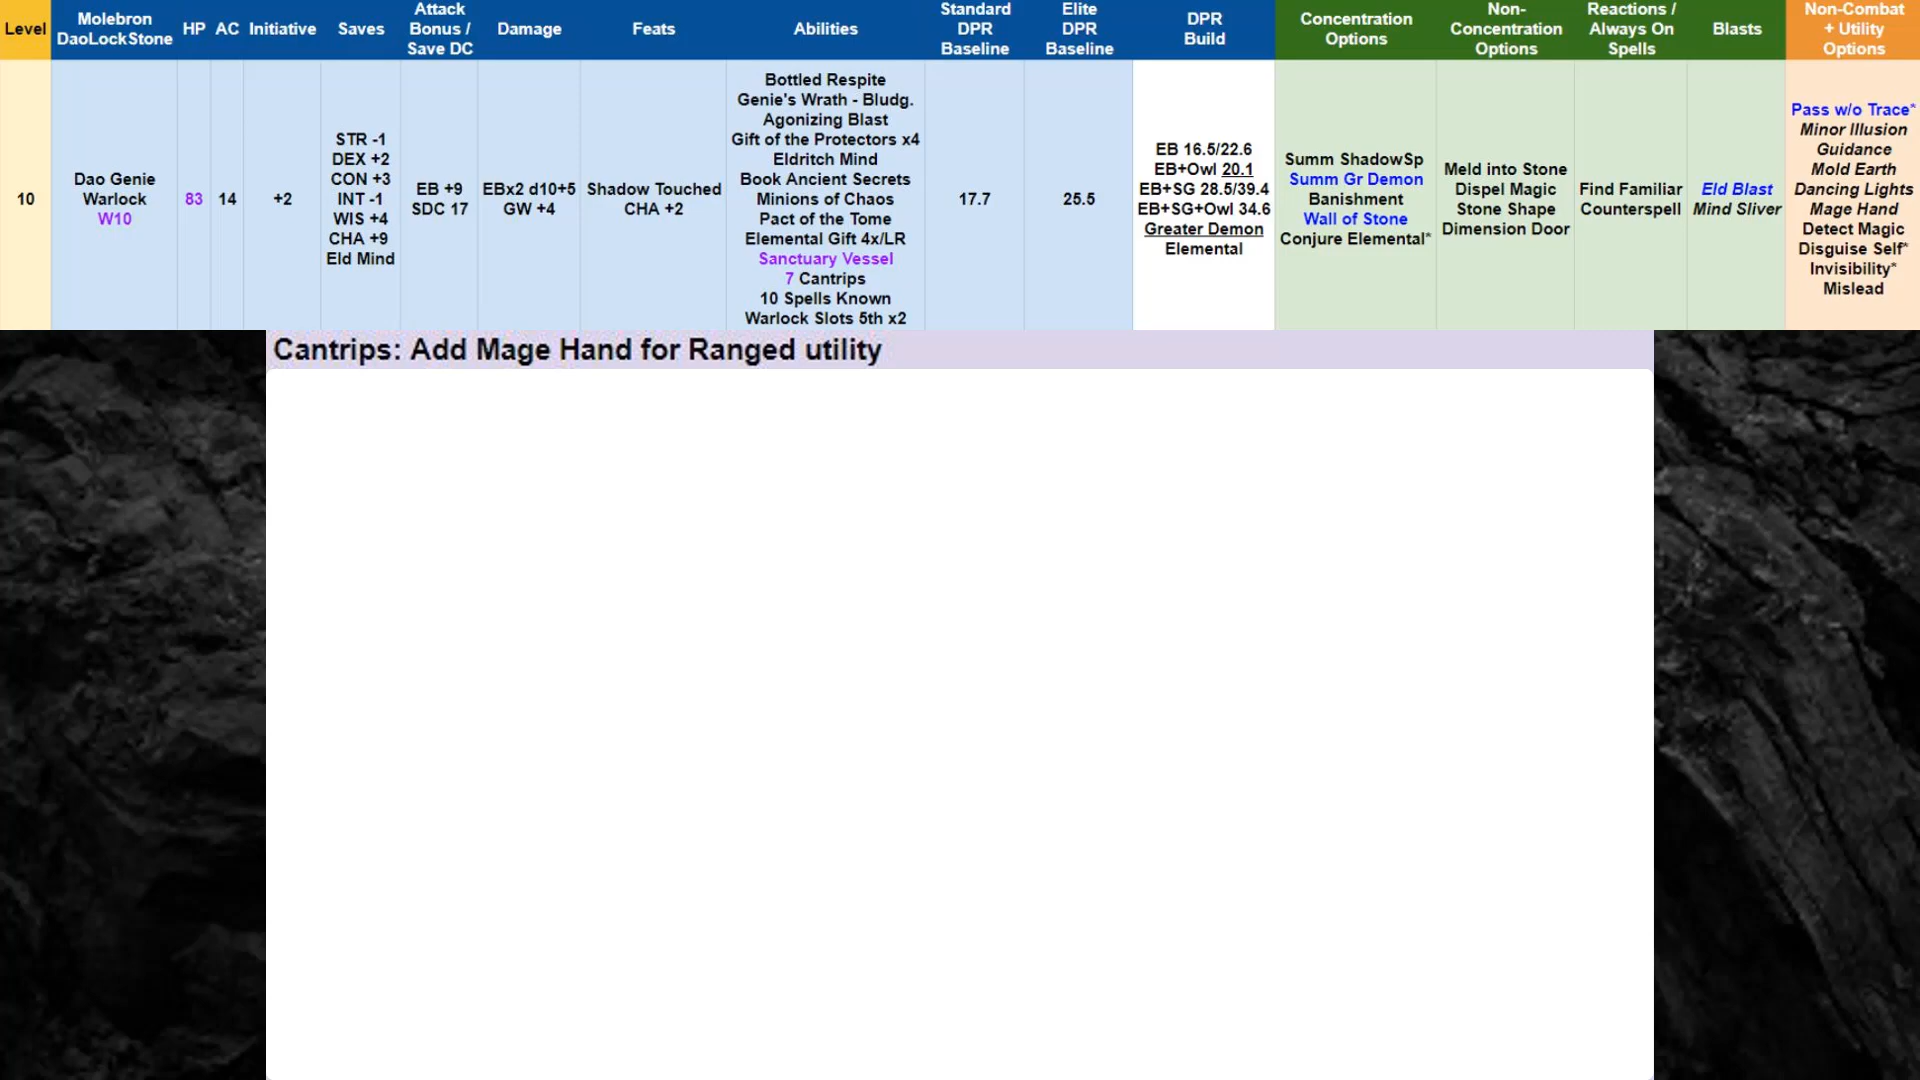 Level
Molebron
DaoLockStone
HP
AC
Initiative
Saves
Attack
Bonus /
Save DC
Damage
Feats
Abilities
Standard
DPR
Baseline
Elite
DPR
Baseline
DPR
Build
Concentration
Options
Non-
Concentration
Options
Reactions /
Always On
Spells
Blasts
Non-Combat
+ Utility
Options
10
Dao Genie
Warlock
W10
83
14
+2
STR -1
DEX +2
CON +3
INT -1
WIS +4
CHA +9
Eld Mind
EB +9
SDC 17
EBx2 d10+5
GW +4
Shadow Touched
CHA +2
Bottled Respite
Genie's Wrath - Bludg.
Agonizing Blast
Gift of the Protectors x4
Eldritch Mind
Book Ancient Secrets
Minions of Chaos
Pact of the Tome
Elemental Gift 4x/LR
Sanctuary Vessel
7 Cantrips
10 Spells Known
Warlock Slots 5th x2
17.7
25.5
EB 16.5/22.6
EB+Owl 20.1
EB+SG 28.5/39.4
EB+SG+Owl 34.6
Greater Demon
Elemental
Summ ShadowSp
Summ Gr Demon
Banishment
Wall of Stone
Conjure Elemental*
Meld into Stone
Dispel Magic
Stone Shape
Dimension Door
Find Familiar
Counterspell
Eld Blast
Mind Sliver
Pass w/o Trace*
Minor Illusion
Guidance
Mold Earth
Dancing Lights
Mage Hand
Detect Magic
Disguise Self*
Invisibility*
Mislead
Cantrips: Add Mage Hand for Ranged utility